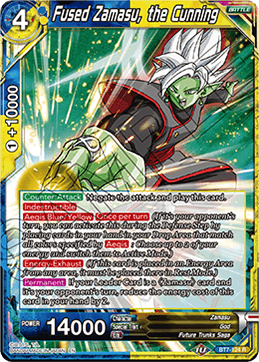 Fused Zamasu, the Cunning
BATTLE
1 +10000
Counter:Attack Negate the attack and play this card.
Indestructible
Aegis Blue/Yellow Once per turn (If it's your opponent's
turn, you can activate this during the Defense Step by
placing cards in your hand in your Drop Area that match
all colors specified by Aegis : Choose up to 2 of your
energy and switch them to Active Mode.)
Energy-Exhaust (If this card is placed in an Energy Area
from any area, it must be placed there in Rest Mode.)
Permanent If your Leader Card is a {Zamasu} card and
it's your opponent's turn, reduce the energy cost of this
card in your hand by 2.
POWER 14000
Zamasu
God
Future Trunks Saga
BT7-124 R